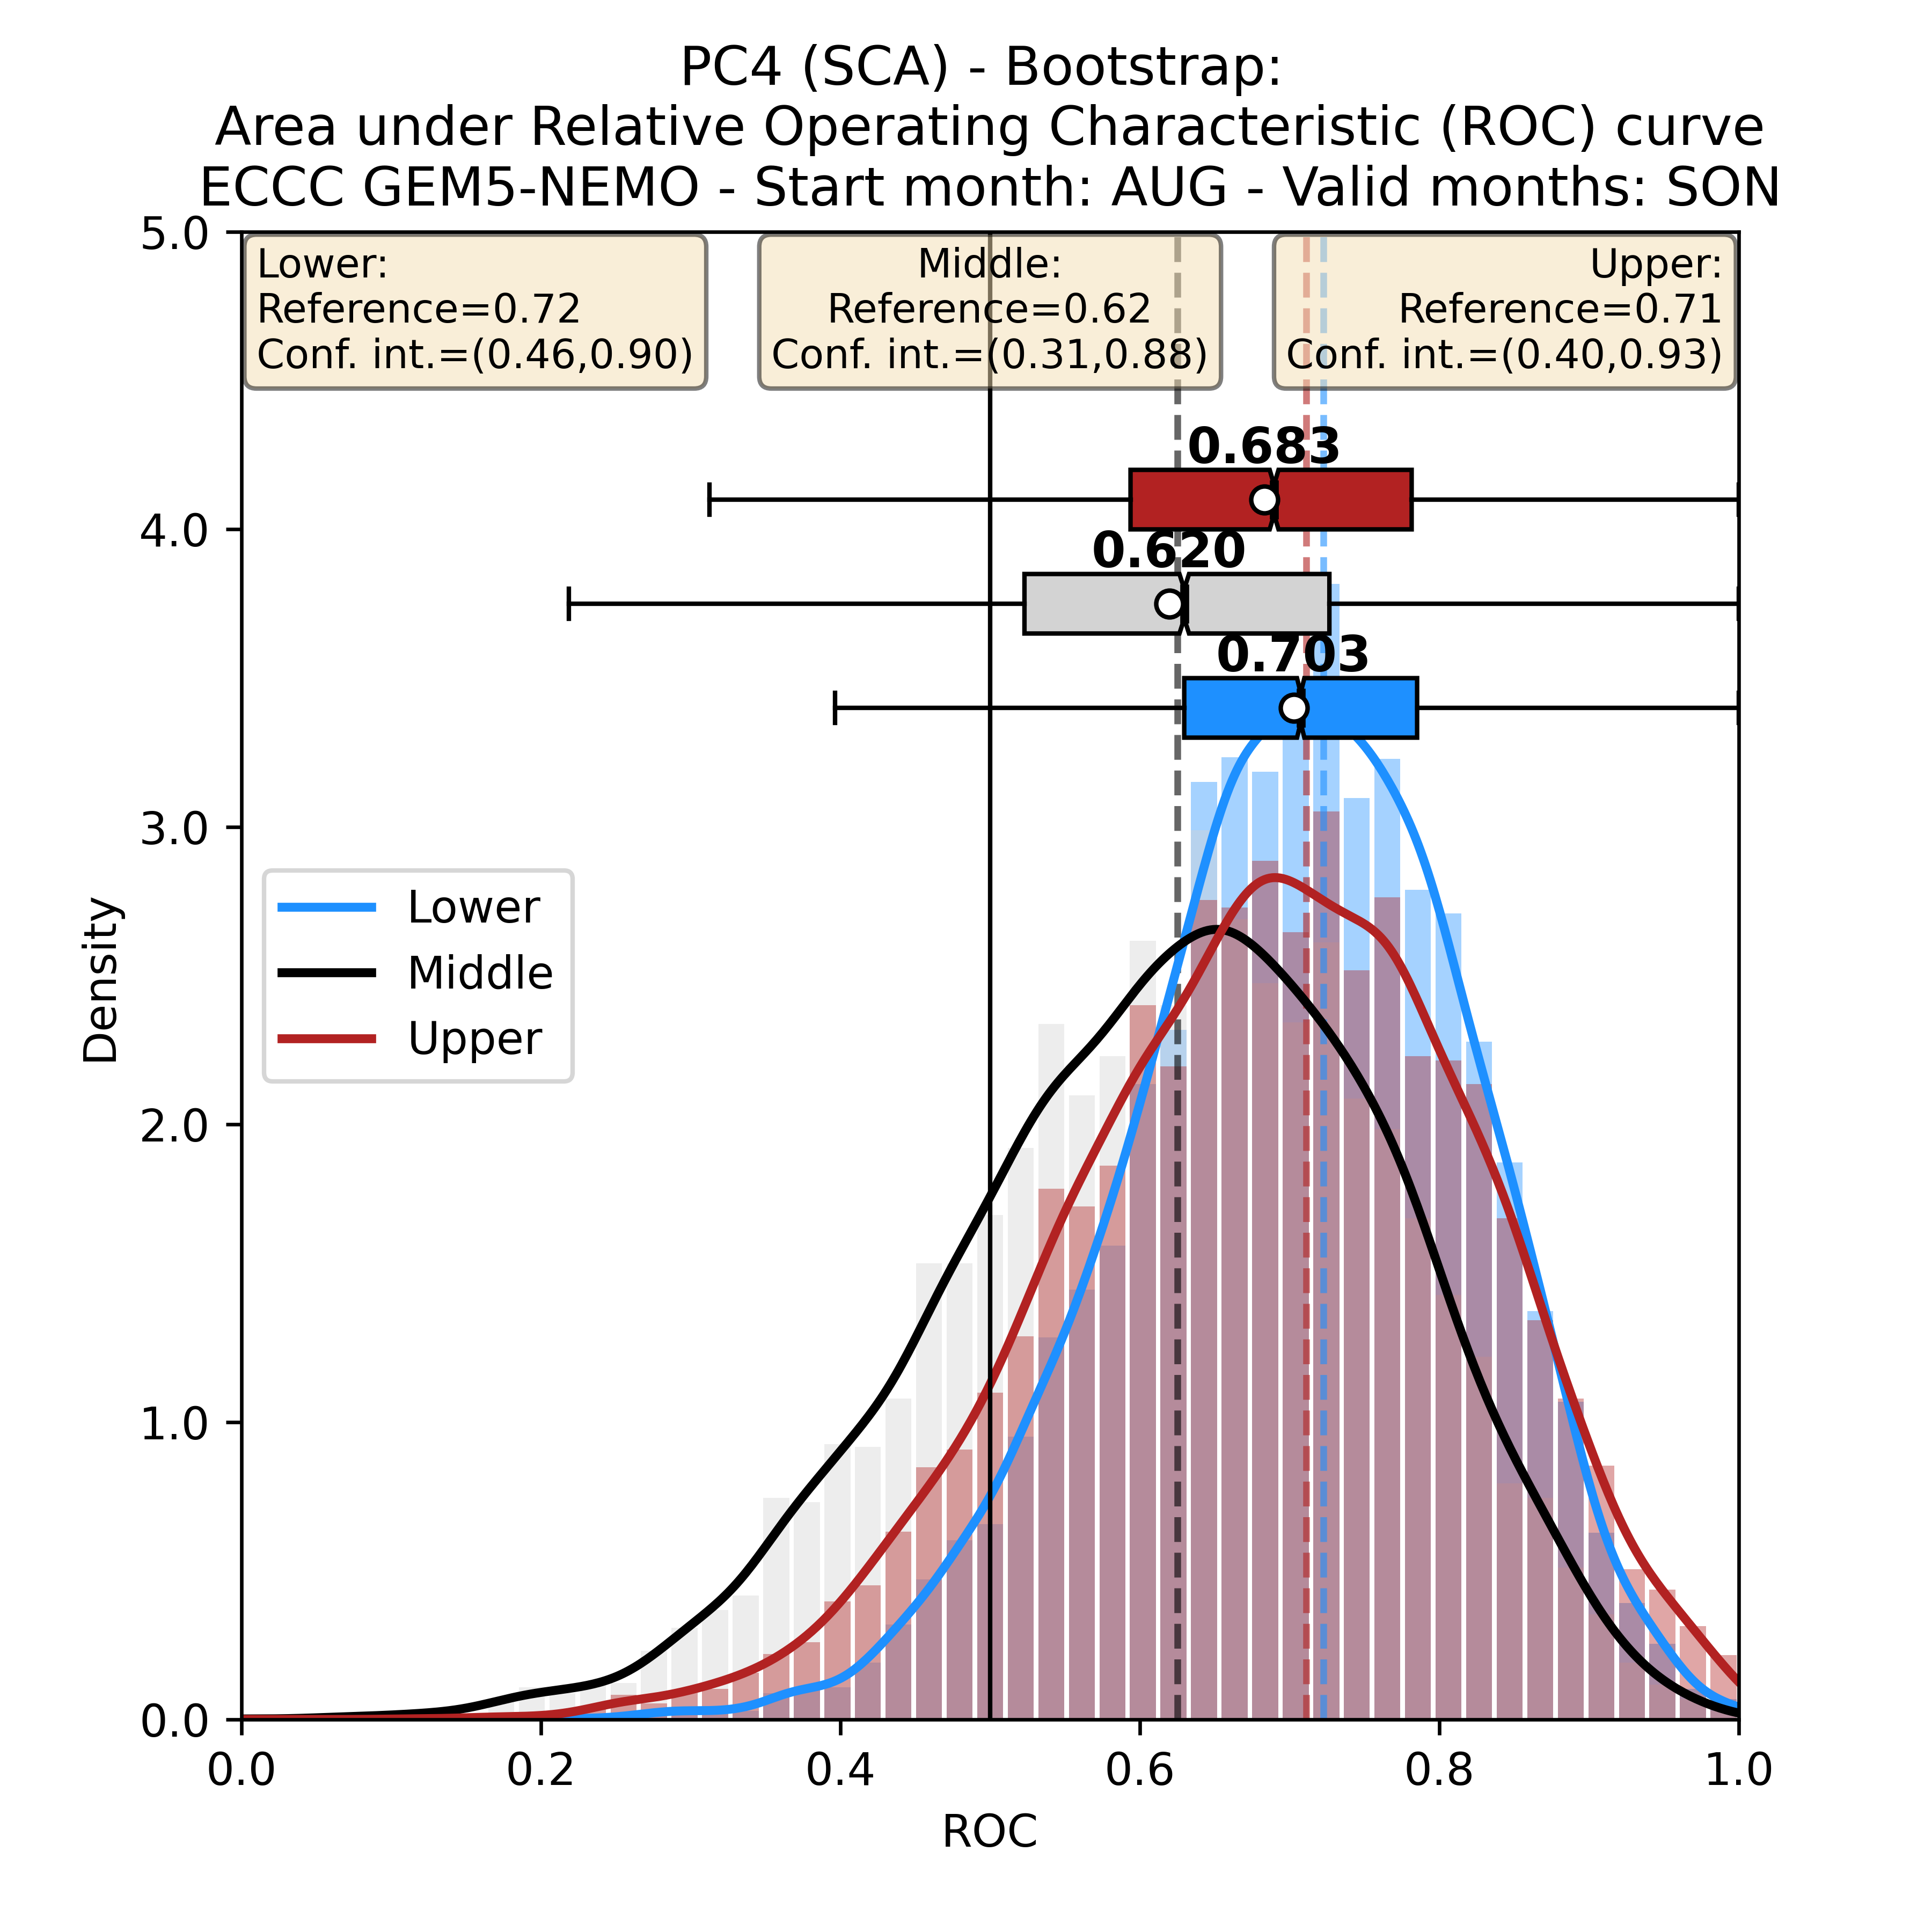 PC4 (SCA) - Bootstrap:
Area under Relative Operating Characteristic (ROC) curve
ECCC GEM5-NEMO - Start month: AUG - Valid months: SON
5.0
Lower:
Reference=0.72
Conf. int.=(0.46,0.90)
Middle:
Reference=0.62
Conf. int.=(0.31,0.88)
Upper:
Reference=0.71
Conf. int.=(0.40,0.93)
0.683
4.0
0.620
0.703
3.0
Density
Lower
Middle
Upper
2.0
1.0
0.0
0.0
0.2
0.4
0.6
0.8
1.0
ROC